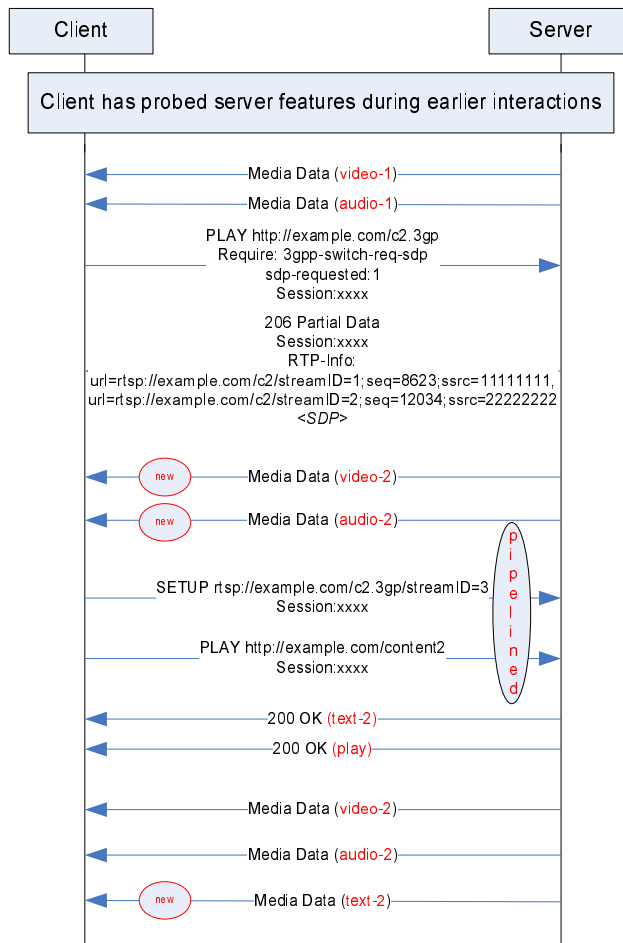 Client
Server
Client has probed server features during earlier interactions
Media Data (video-1)
Media Data (audio-1)
PLAY http://example.com/c2.3gp
Require: 3gpp-switch-req-sdp
sdp-requested:1
Session:xxxx
206 Partial Data
Session:xxxx
RTP-Info:
url=rtsp://example.com/c2/streamID=1;seq=8623;ssrc=11111111,
url=rtsp://example.com/c2/streamID=2;seq=12034;ssrc=22222222
<SDP>
new
Media Data (video-2)
new
Media Data (audio-2)
pipelined
SETUP rtsp://example.com/c2.3gp/streamID=3
Session:xxxx
PLAY http://example.com/content2
Session:xxxx
200 OK (text-2)
200 OK (play)
Media Data (video-2)
Media Data (audio-2)
new
Media Data (text-2)